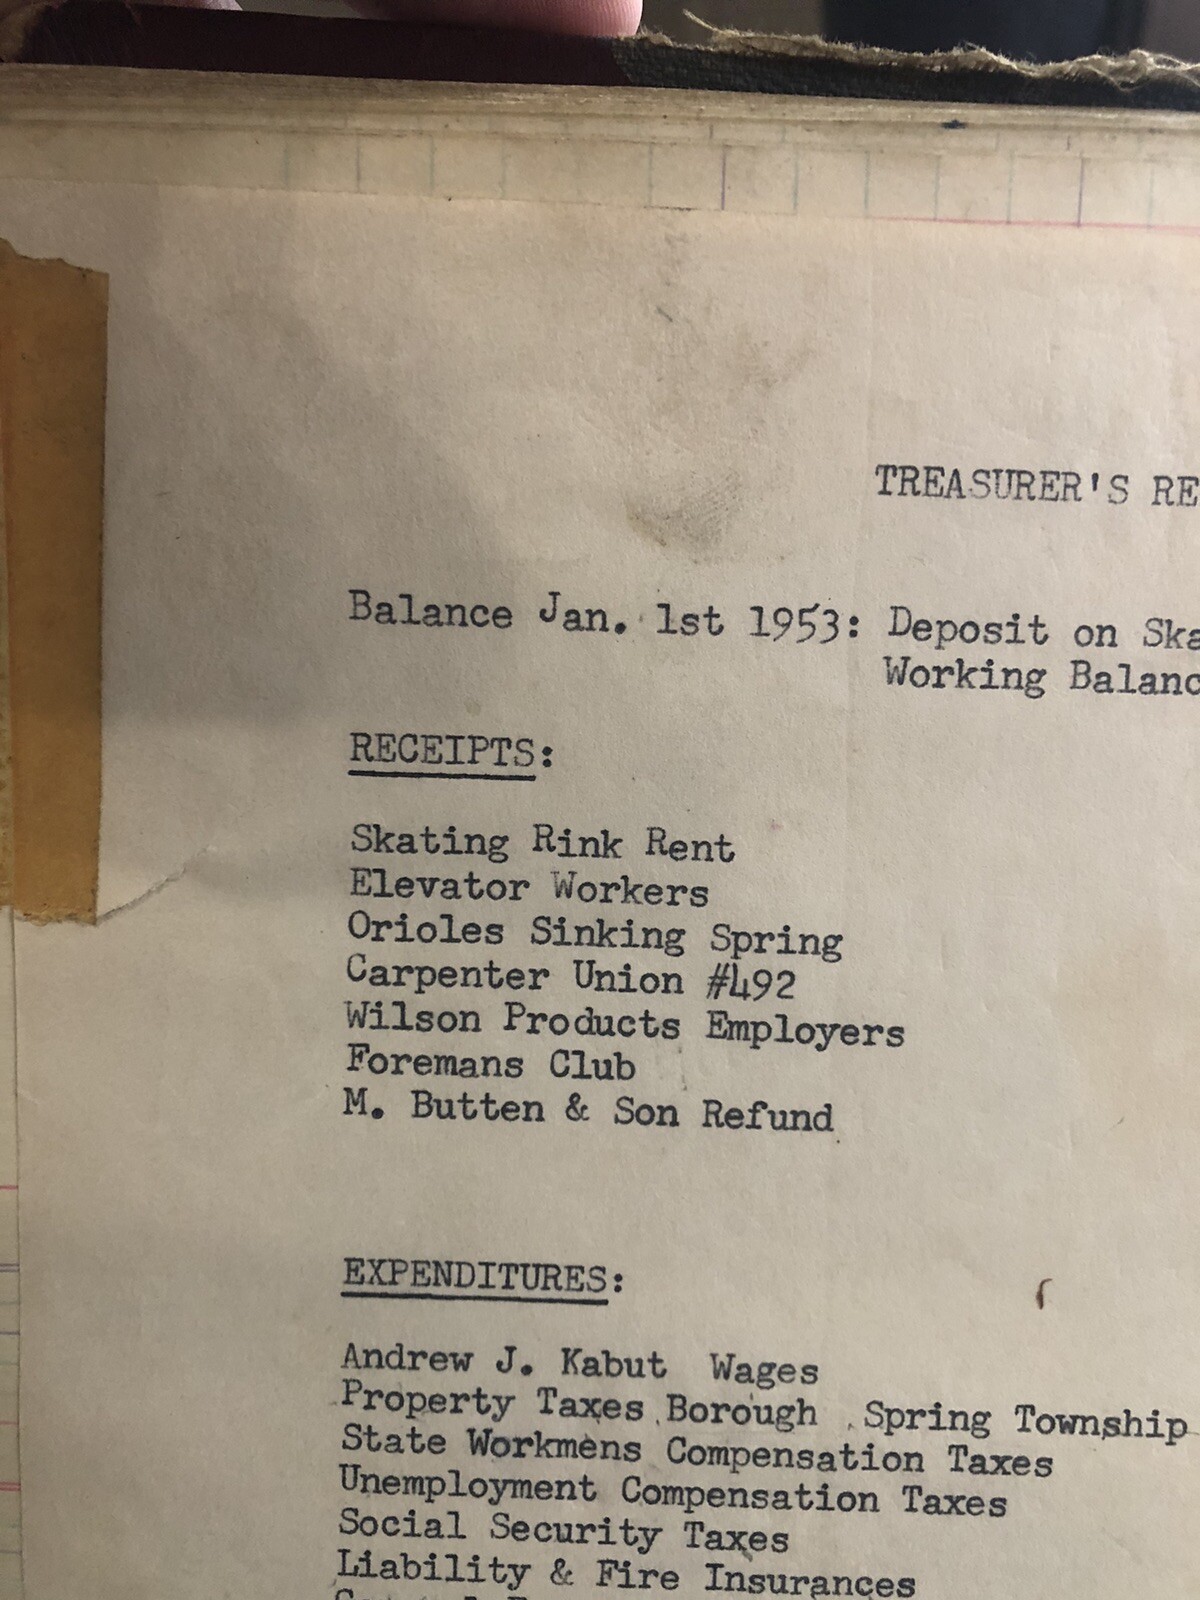 TREASURER'S RE
Balance Jan. 1st 1953: Deposit on Ska
Working Balanc
RECEIPTS:
Skating Rink Rent
Elevator Workers
Orioles Sinking Spring
Carpenter Union #492
Wilson Products Employers
Foremans Club
M. Butten & Son Refund
EXPENDITURES:
Andrew J. Kabut Wages
Property Taxes Borough Spring Township
State Workmens Compensation Taxes
Unemployment Compensation Taxes
Social Security Taxes
Liability & Fire Insurances